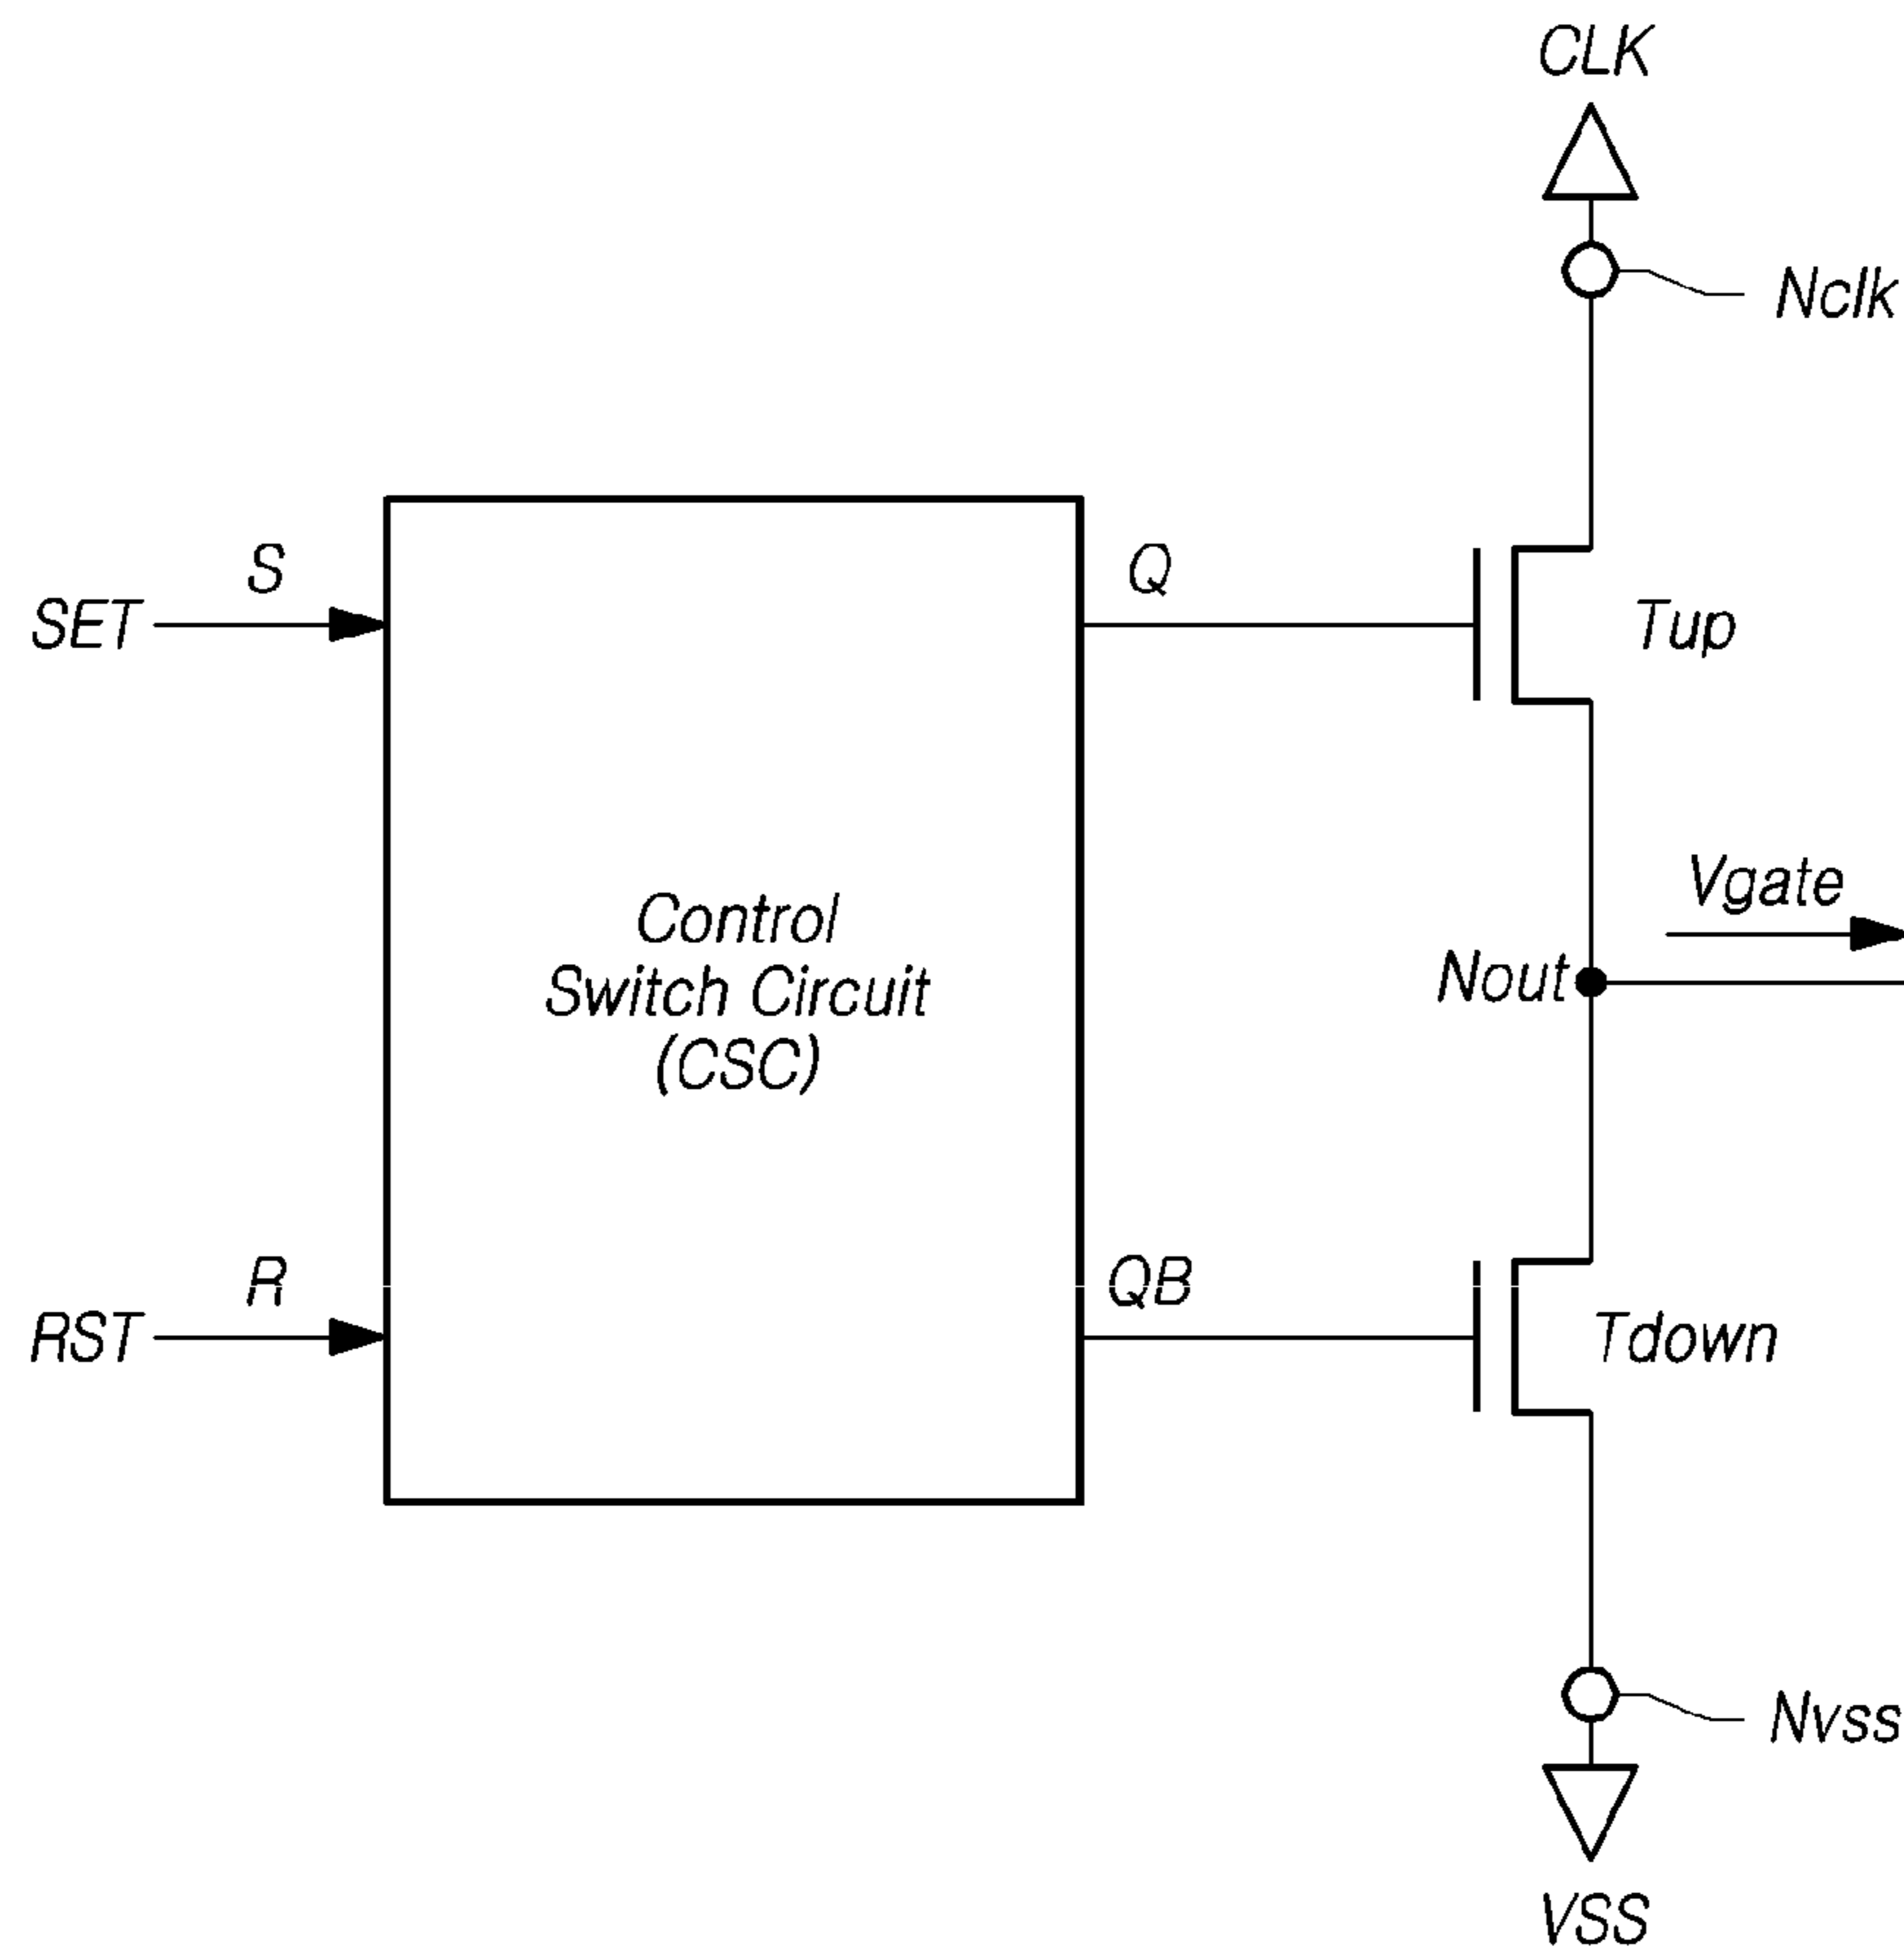 CLK
Nclk
S
SET
Q
Tup
Control
Switch Circuit
(CSC)
Vgate
Nout
R
RST
QB
Tdown
Nvss
VSS